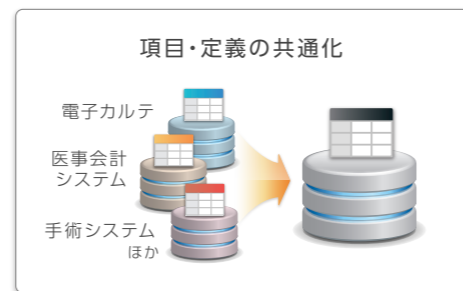 項目・定義の共通化
電子カルテ
医事会計
システム
手術システム
ほか